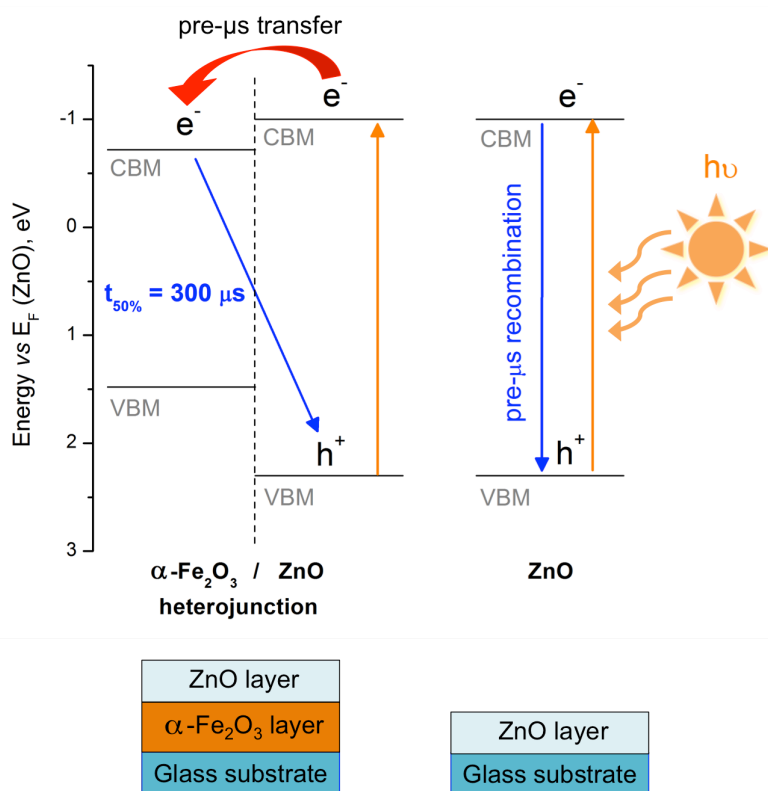 pre-μs transfer
e⁻
e⁻
e⁻
-1
CBM
CBM
CBM
hυ
0
t₅₀% = 300 μs
pre-μs recombination
Energy vs E_F (ZnO), eV
1
VBM
2
h⁺
h⁺
VBM
VBM
3
α-Fe₂O₃ / ZnO
heterojunction
ZnO
ZnO layer
α-Fe₂O₃ layer
Glass substrate
ZnO layer
Glass substrate